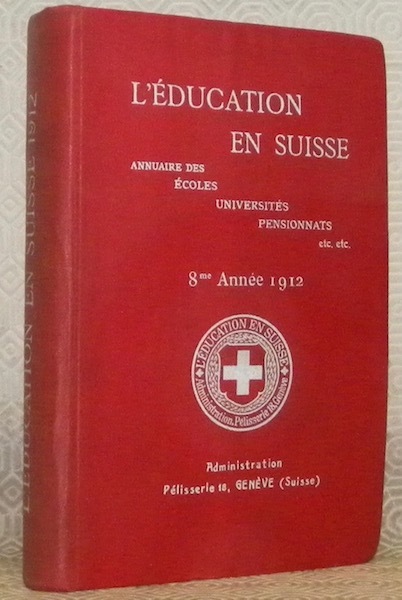 L'ÉDUCATION
EN SUISSE
ANNUAIRE DES
ÉCOLES
UNIVERSITÉS
PENSIONNATS
etc. etc.
8me Année 1912
L'ÉDUCATION EN SUISSE
Administration, Pélisserie 18, Genève
Administration
Pélisserie 18, GENÈVE (Suisse)
L'ÉDUCATION EN SUISSE 1912